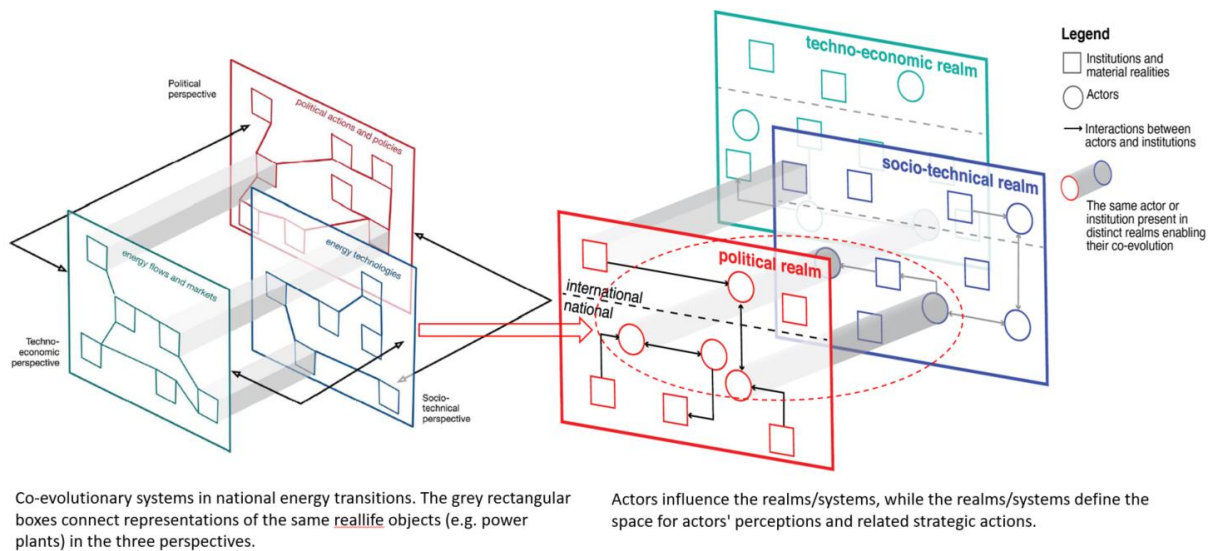 Political
perspective
political actions and policies
energy flows and markets
energy technologies
Techno-
economic
perspective
Socio-
technical
perspective
techno-economic realm
socio-technical realm
political realm
international
national
Legend
Institutions and
material realities
Actors
Interactions between
actors and institutions
The same actor or
institution present in
distinct realms enabling
their co-evolution
Co-evolutionary systems in national energy transitions. The grey rectangular
boxes connect representations of the same reallife objects (e.g. power
plants) in the three perspectives.
Actors influence the realms/systems, while the realms/systems define the
space for actors' perceptions and related strategic actions.